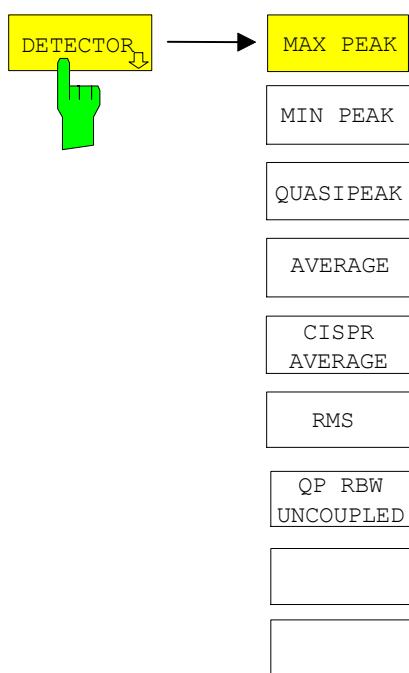 DETECTOR
MAX PEAK
MIN PEAK
QUASIPEAK
AVERAGE
CISPR
AVERAGE
RMS
QP RBW
UNCOUPLED